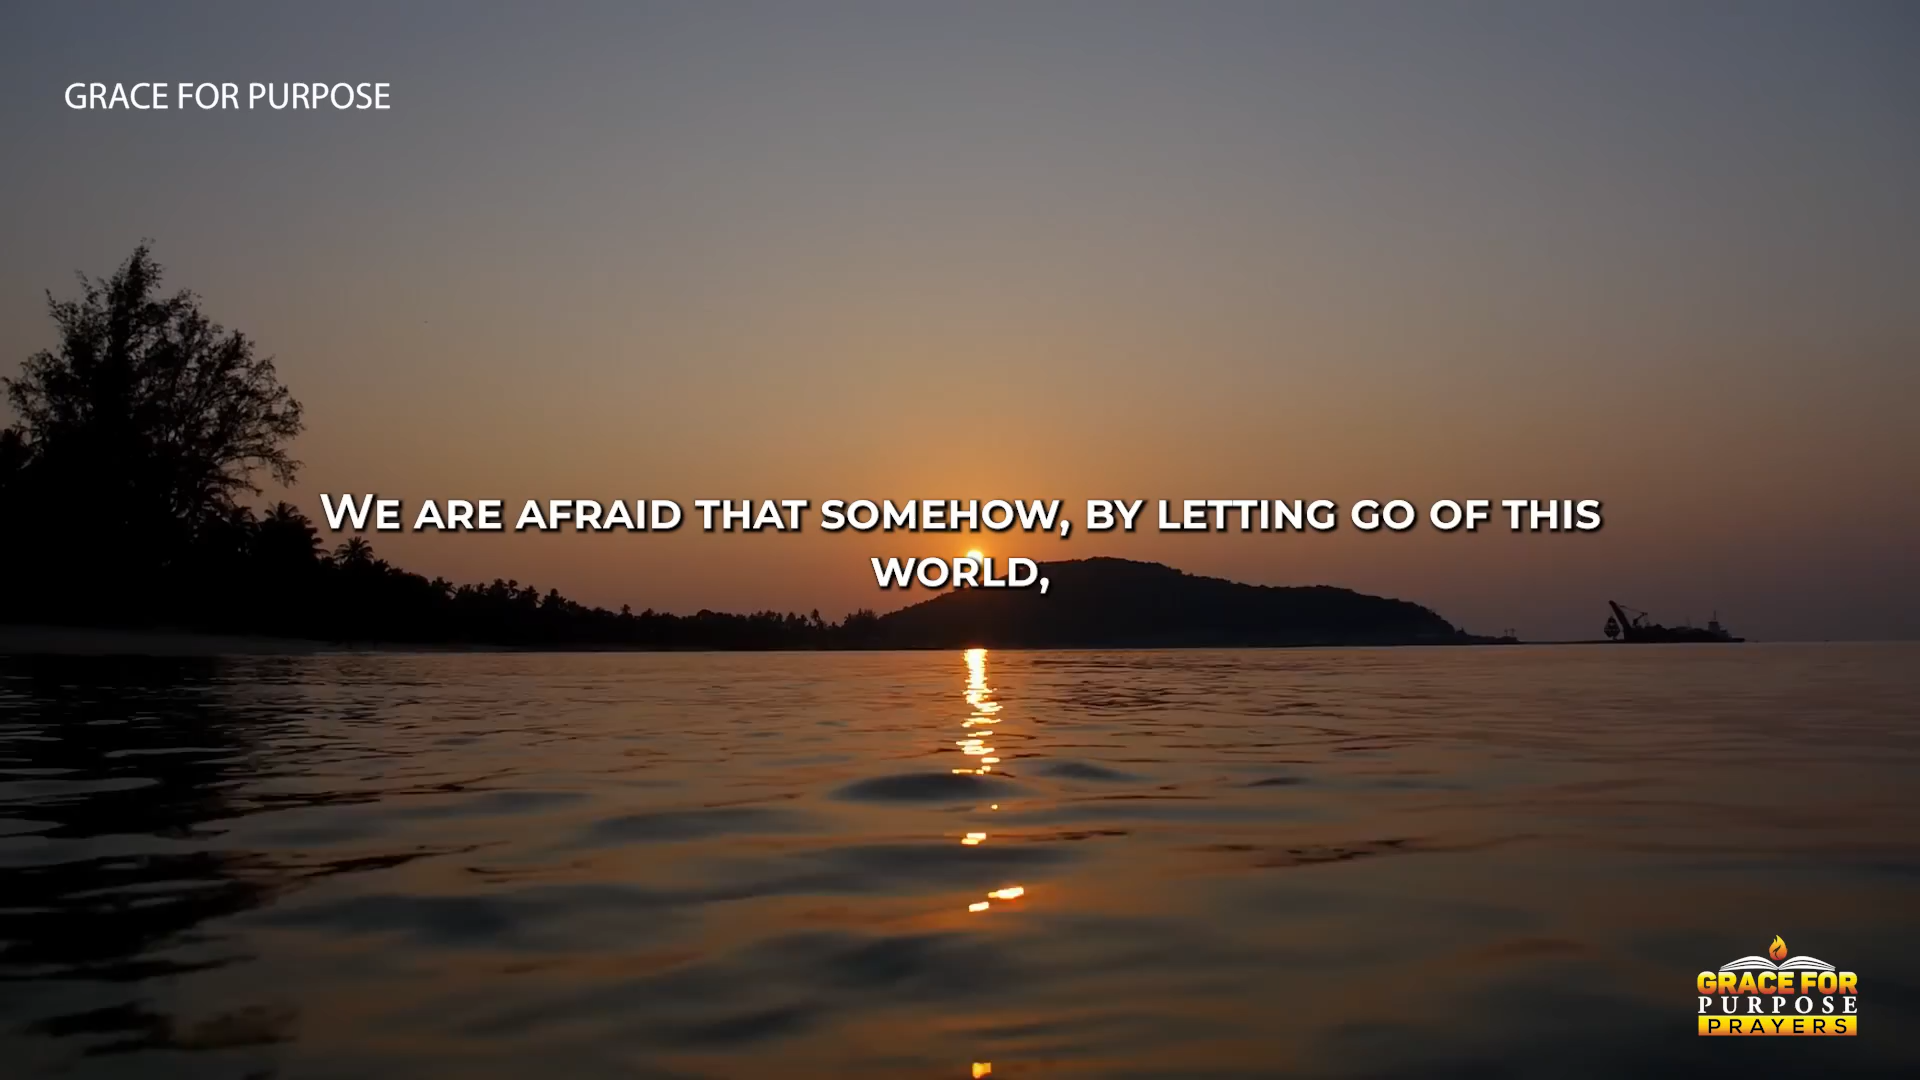 GRACE FOR PURPOSE
WE ARE AFRAID THAT SOMEHOW, BY LETTING GO OF THIS
WORLD,
GRACE FOR
PURPOSE
PRAYERS